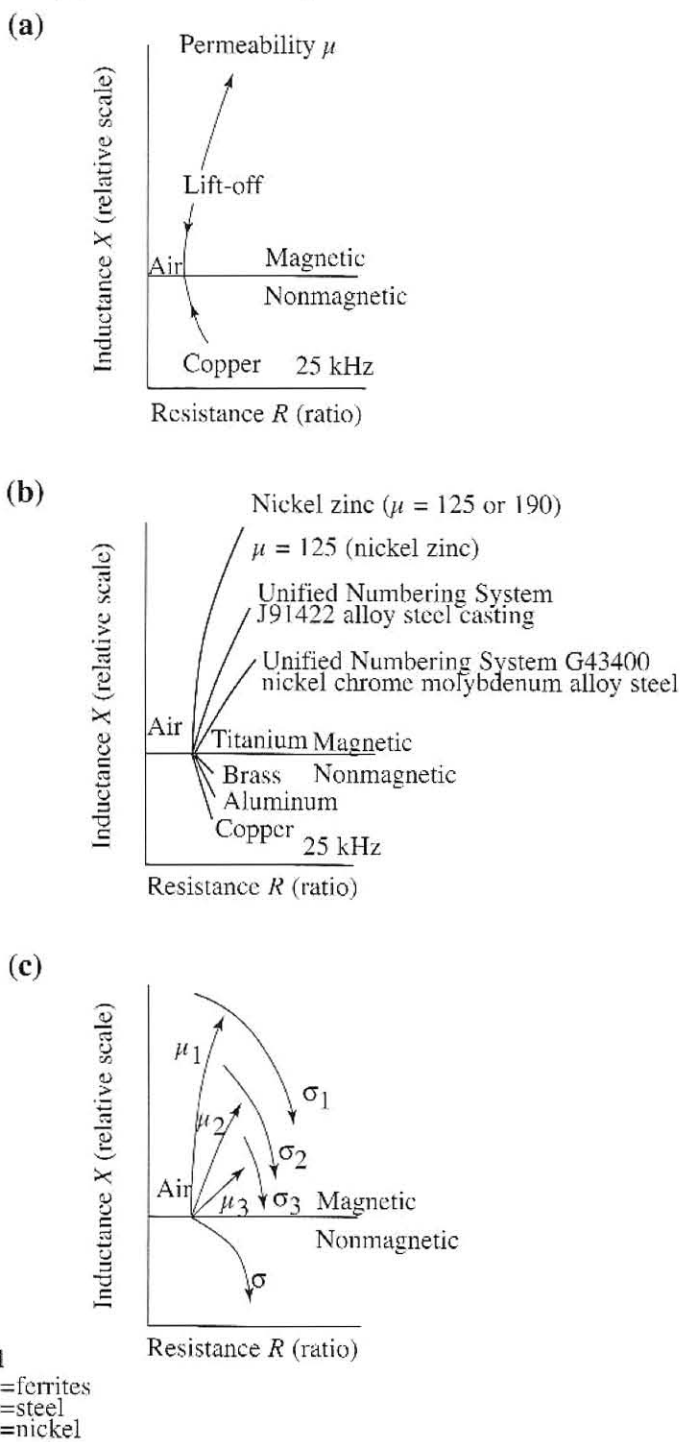 (a)
Permeability μ
Inductance X (relative scale)
Lift-off
Air
Magnetic
Nonmagnetic
Copper 25 kHz
Resistance R (ratio)
(b)
Nickel zinc (μ = 125 or 190)
μ = 125 (nickel zinc)
Unified Numbering System
J91422 alloy steel casting
Unified Numbering System G43400
nickel chrome molybdenum alloy steel
Inductance X (relative scale)
Air
Titanium Magnetic
Brass Nonmagnetic
Aluminum
Copper
25 kHz
Resistance R (ratio)
(c)
Inductance X (relative scale)
μ1
σ1
μ2
σ2
Air
μ3
σ3 Magnetic
Nonmagnetic
σ
Resistance R (ratio)
=ferrites
=steel
=nickel